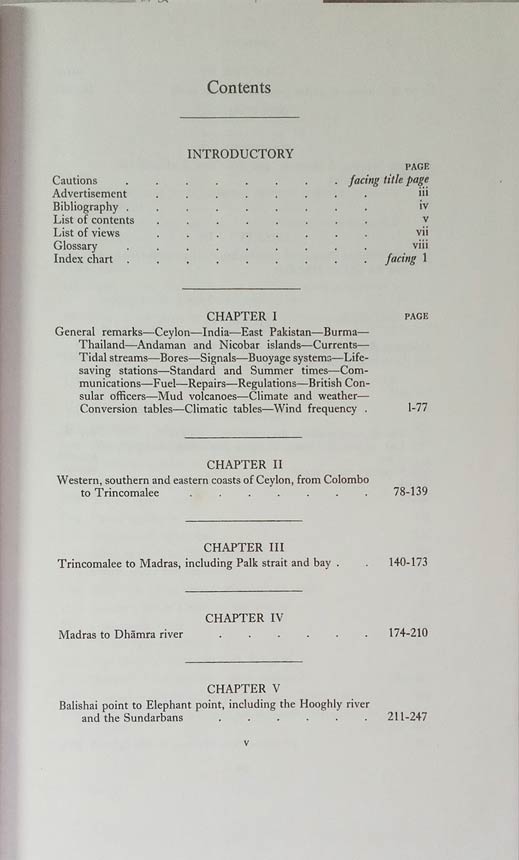 Contents
INTRODUCTORY
PAGE
Cautions . . . . . . . . facing title page
Advertisement . . . . . . . . iii
Bibliography . . . . . . . . . iv
List of contents . . . . . . . . v
List of views . . . . . . . . vii
Glossary . . . . . . . . . viii
Index chart . . . . . . . . . facing 1
CHAPTER I PAGE
General remarks—Ceylon—India—East Pakistan—Burma—
Thailand—Andaman and Nicobar islands—Currents—
Tidal streams—Bores—Signals—Buoyage systems—Life-
saving stations—Standard and Summer times—Com-
munications—Fuel—Repairs—Regulations—British Con-
sular officers—Mud volcanoes—Climate and weather—
Conversion tables—Climatic tables—Wind frequency . 1-77
CHAPTER II
Western, southern and eastern coasts of Ceylon, from Colombo
to Trincomalee . . . . . . . 78-139
CHAPTER III
Trincomalee to Madras, including Palk strait and bay . . 140-173
CHAPTER IV
Madras to Dhāmra river . . . . . . 174-210
CHAPTER V
Balishai point to Elephant point, including the Hooghly river
and the Sundarbans . . . . . . 211-247
v